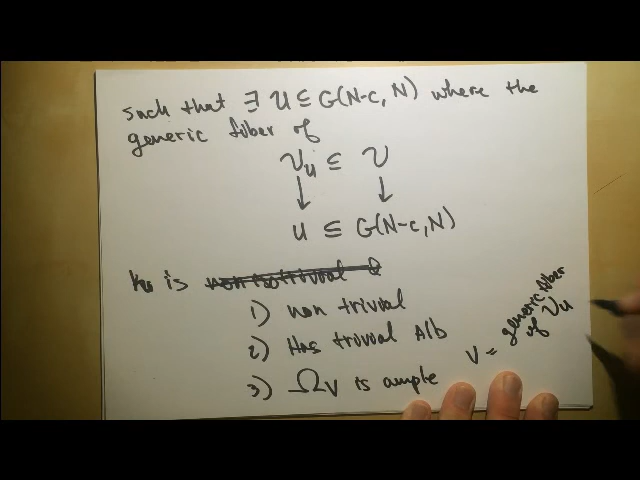 such that ∃ U ⊆ G(N-c, N) where the
generic fiber of
𝒱_U ⊆ 𝒱
↓ ↓
U ⊆ G(N-c, N)
is
1) non trivial
2) Has trivial Alb
3) Ω_V is ample
V = generic fiber
of 𝒱_U